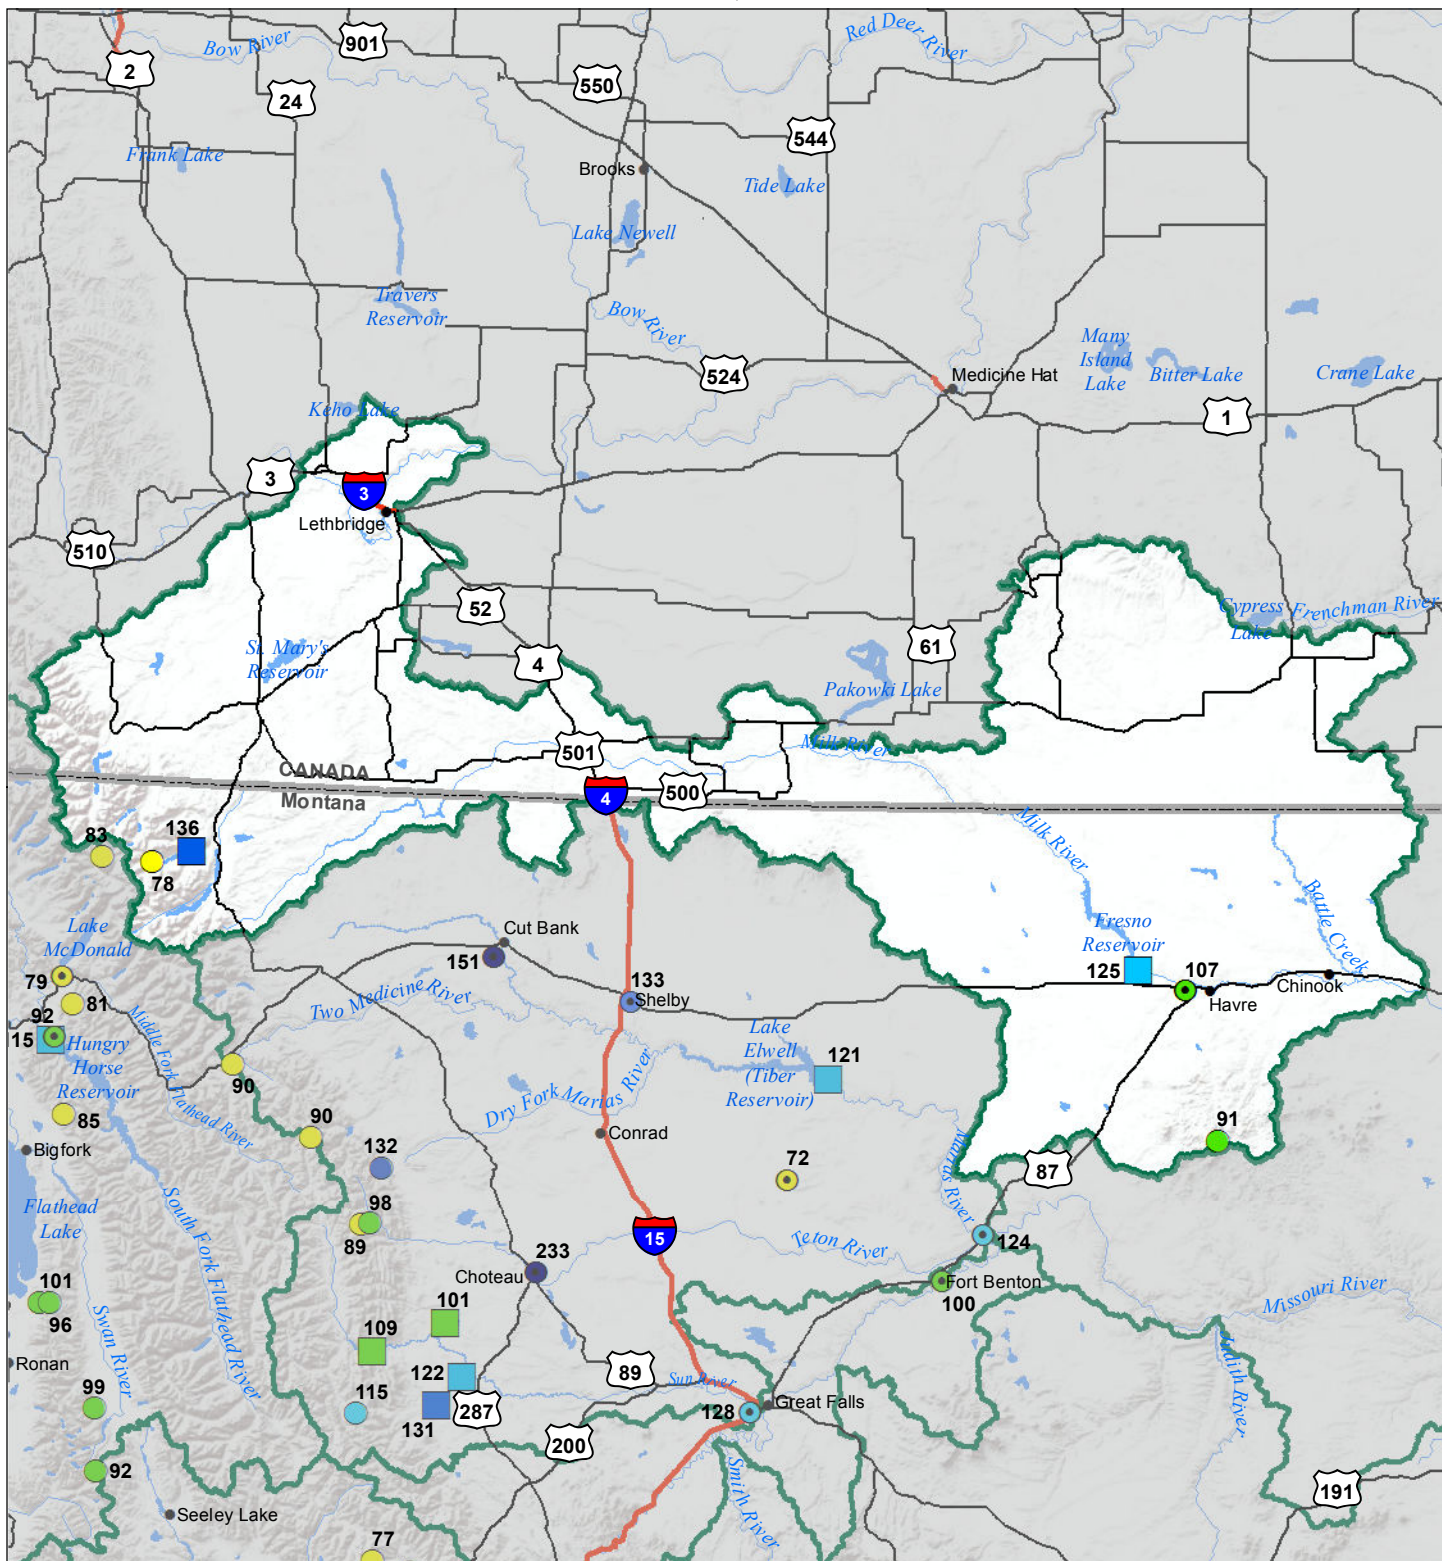 Bow River
901
Red Deer River
2
24
550
544
Frank Lake
Brooks
Tide Lake
Lake Newell
Travers
Reservoir
Bow River
524
Many
Island
Lake
Bitter Lake
Crane Lake
Medicine Hat
Keho Lake
1
3
3
Lethbridge
510
52
Cypress
Lake
Frenchman River
St. Mary's
Reservoir
4
61
Pakowki Lake
501
Milk River
CANADA
Montana
4
500
83
136
78
Milk River
Battle Creek
Lake
McDonald
Cut Bank
151
Fresno
Reservoir
125
107
Chinook
Havre
79
81
133
Shelby
Two Medicine River
92
15
Hungry
Horse
Reservoir
Middle Fork Flathead River
Lake
Elwell
(Tiber
Reservoir)
121
90
Dry Fork Marias River
85
90
Conrad
91
Bigfork
132
72
Marias River
87
Flathead
Lake
South Fork Flathead River
98
89
15
Teton River
124
233
Choteau
Fort Benton
100
Missouri River
101
96
101
Swan River
109
Judith River
Ronan
122
89
Sun River
99
115
131
287
128
Great Falls
200
92
Smith River
191
Seeley Lake
77